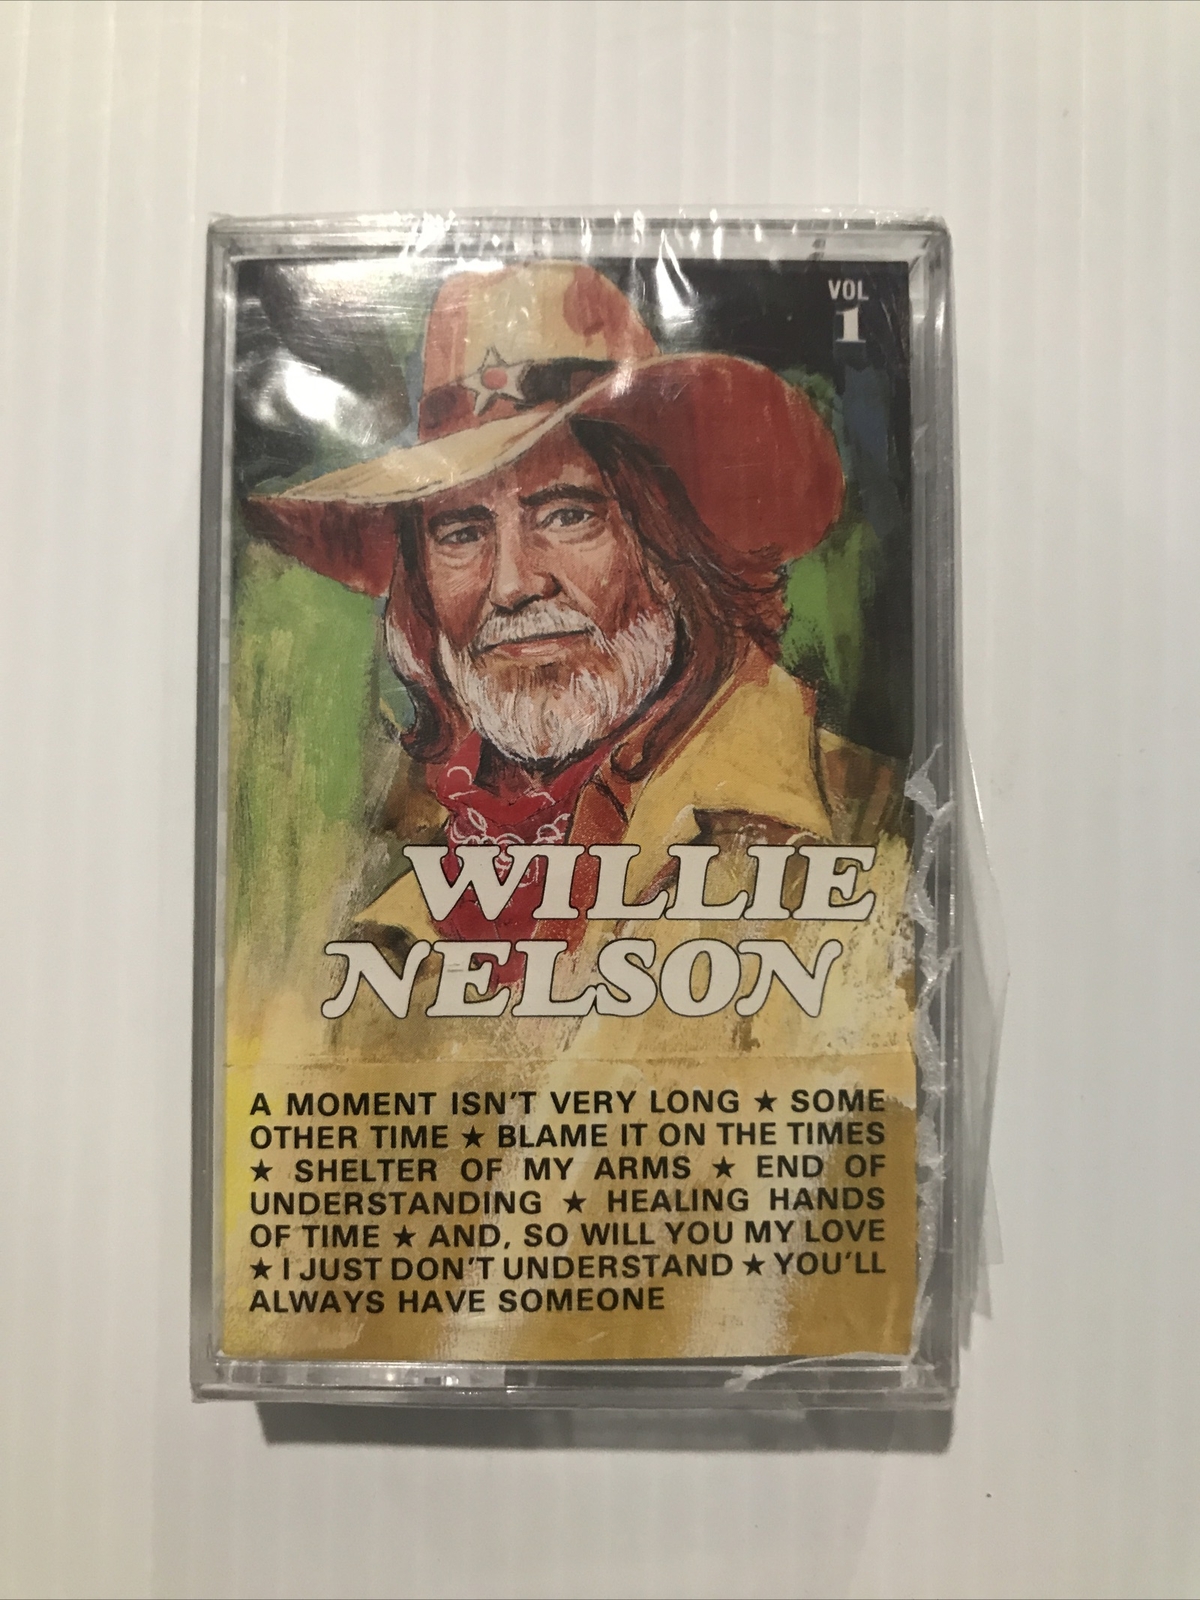 VOL
1
WILLIE
NELSON
A MOMENT ISN'T VERY LONG ★ SOME
OTHER TIME ★ BLAME IT ON THE TIMES
★ SHELTER OF MY ARMS ★ END OF
UNDERSTANDING ★ HEALING HANDS
OF TIME ★ AND, SO WILL YOU MY LOVE
★ I JUST DON'T UNDERSTAND ★ YOU'LL
ALWAYS HAVE SOMEONE